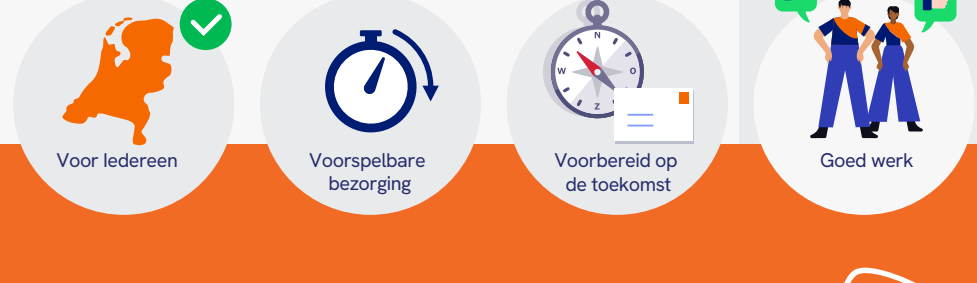 N
W
O
Z
Voor Iedereen
Voorspelbare
bezorging
Voorbereid op
de toekomst
Goed werk